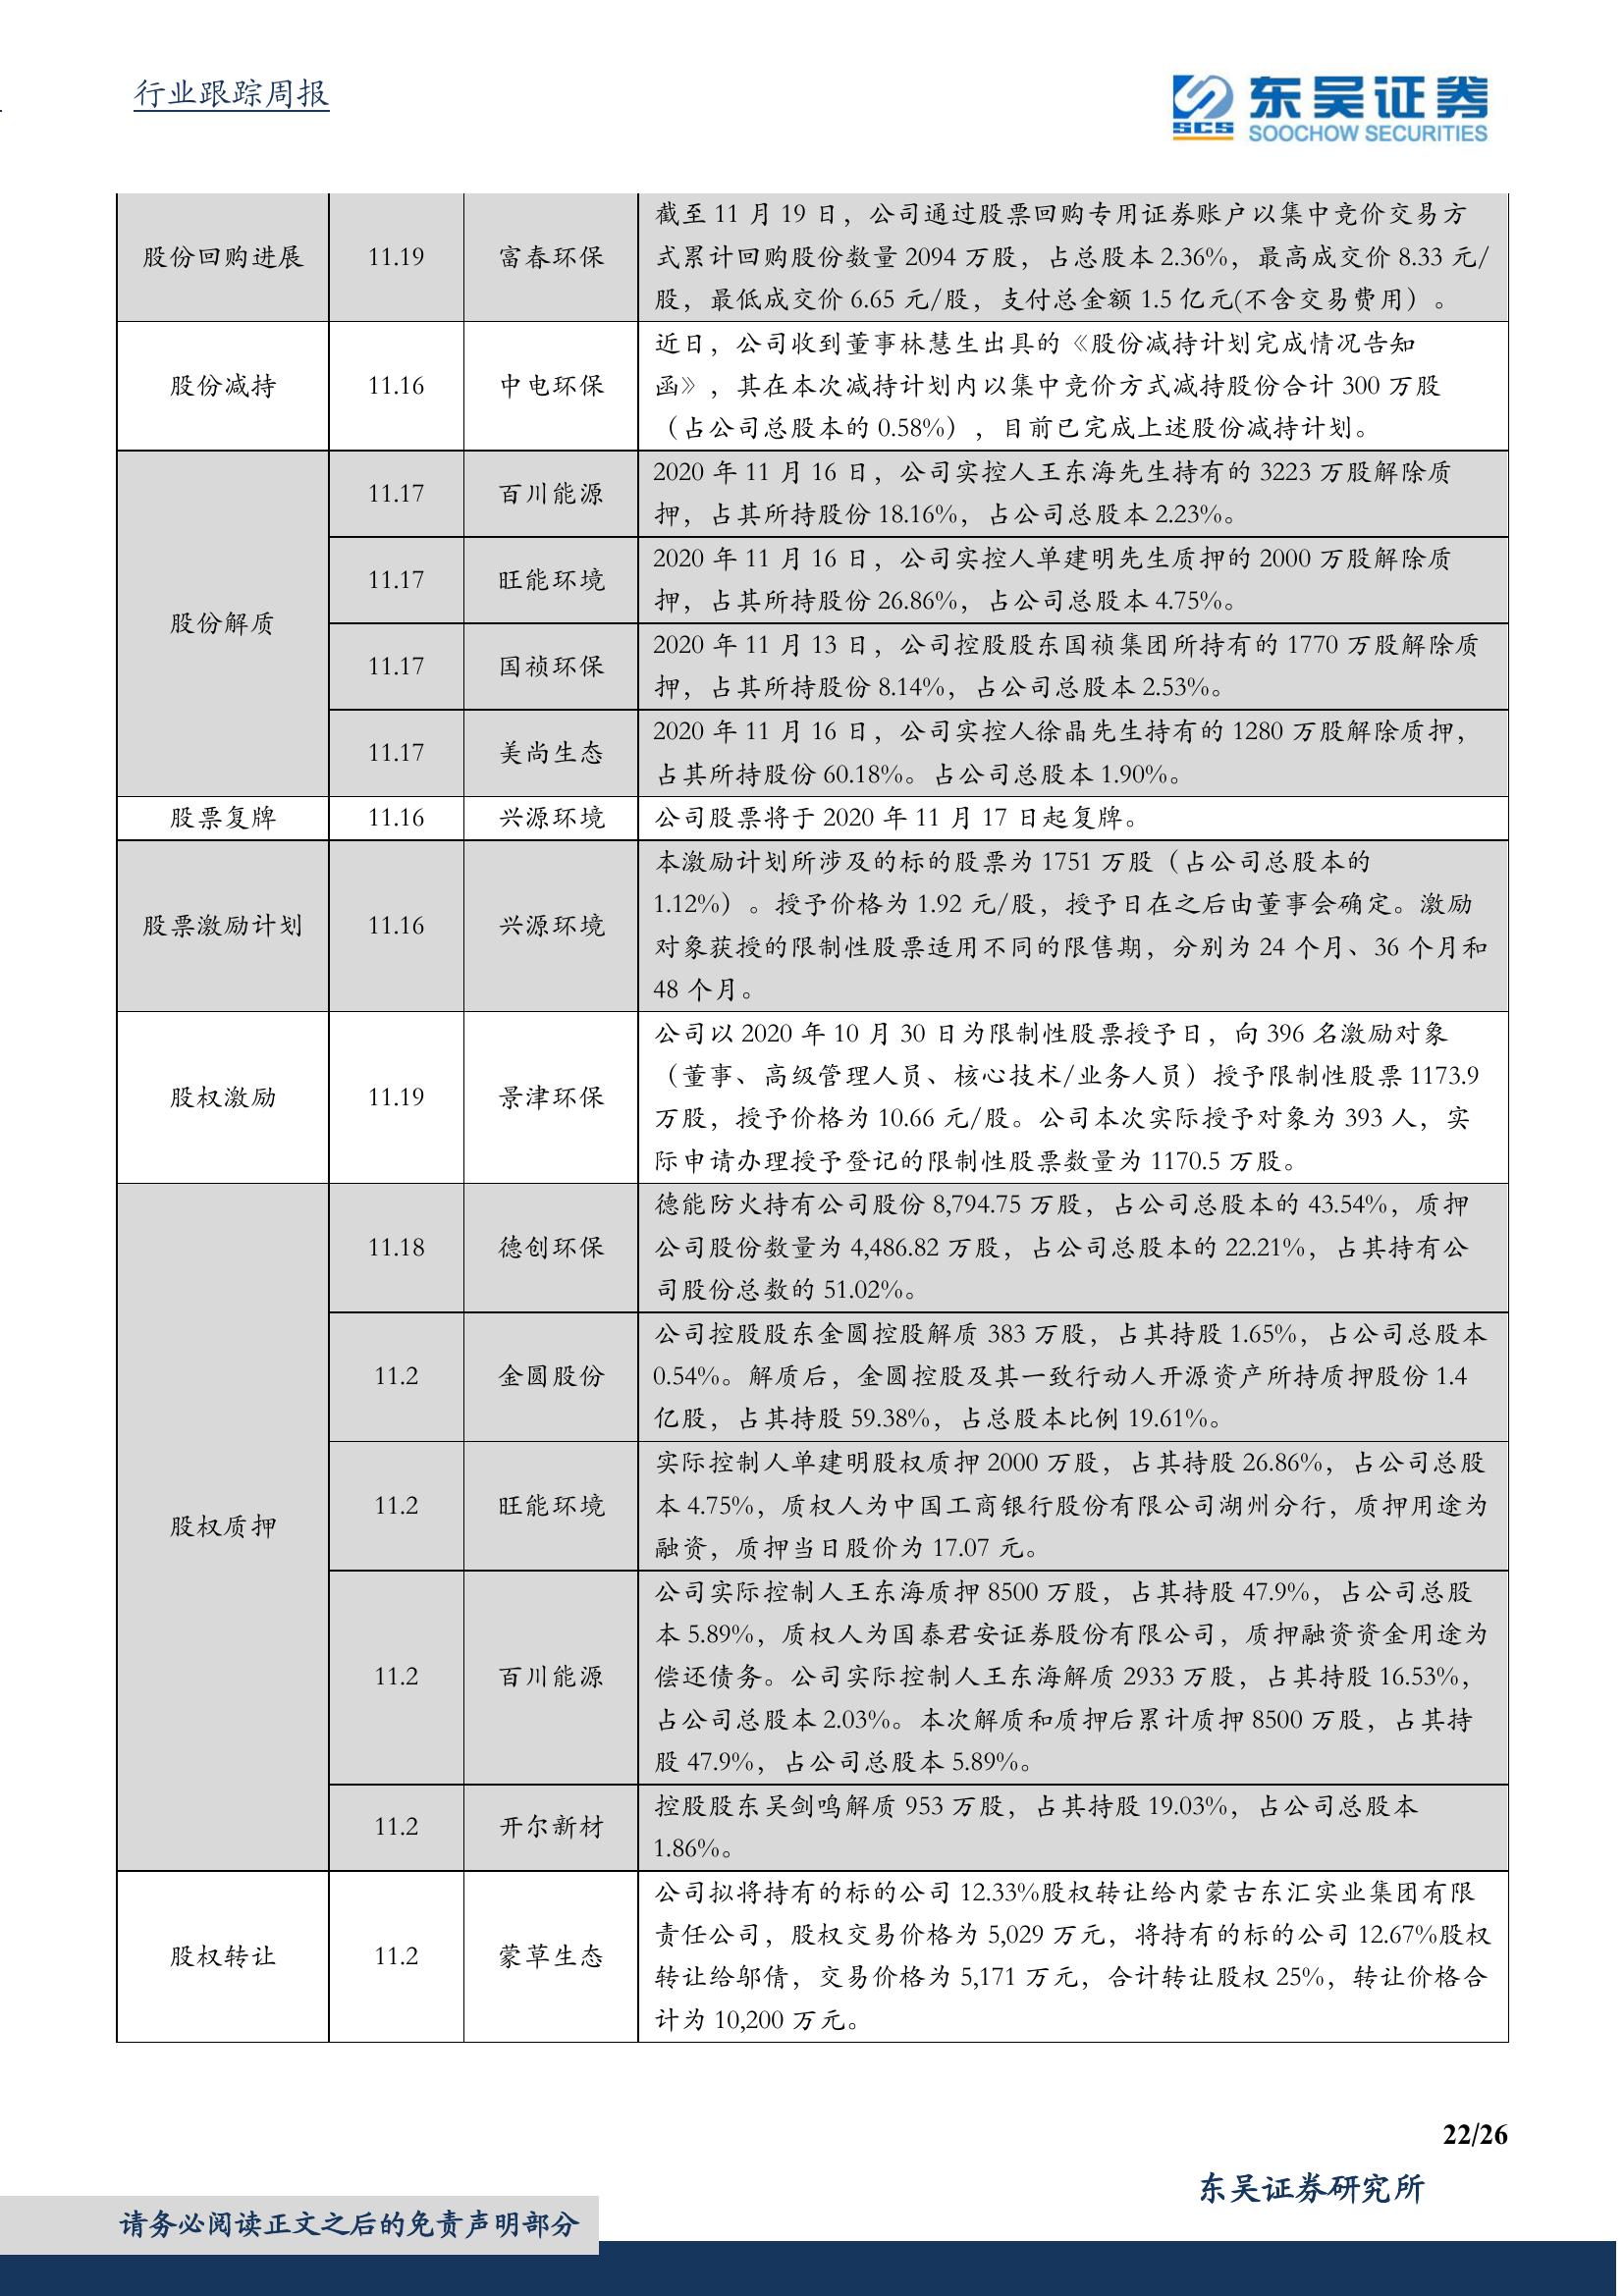 行业跟踪周报
东吴证券
SCS
SOOCHOW SECURITIES
股份回购进展
11.19
富春环保
截至 11 月 19 日，公司通过股票回购专用证券账户以集中竞价交易方
式累计回购股份数量 2094 万股，占总股本 2.36%，最高成交价 8.33 元/
股，最低成交价 6.65 元/股，支付总金额 1.5 亿元(不含交易费用）。
股份减持
11.16
中电环保
近日，公司收到董事林慧生出具的《股份减持计划完成情况告知
函》，其在本次减持计划内以集中竞价方式减持股份合计 300 万股
（占公司总股本的 0.58%），目前已完成上述股份减持计划。
股份解质
11.17
百川能源
2020 年 11 月 16 日，公司实控人王东海先生持有的 3223 万股解除质
押，占其所持股份 18.16%，占公司总股本 2.23%。
11.17
旺能环境
2020 年 11 月 16 日，公司实控人单建明先生质押的 2000 万股解除质
押，占其所持股份 26.86%，占公司总股本 4.75%。
11.17
国祯环保
2020 年 11 月 13 日，公司控股股东国祯集团所持有的 1770 万股解除质
押，占其所持股份 8.14%，占公司总股本 2.53%。
11.17
美尚生态
2020 年 11 月 16 日，公司实控人徐晶先生持有的 1280 万股解除质押，
占其所持股份 60.18%。占公司总股本 1.90%。
股票复牌
11.16
兴源环境
公司股票将于 2020 年 11 月 17 日起复牌。
股票激励计划
11.16
兴源环境
本激励计划所涉及的标的股票为 1751 万股（占公司总股本的
1.12%）。授予价格为 1.92 元/股，授予日在之后由董事会确定。激励
对象获授的限制性股票适用不同的限售期，分别为 24 个月、36 个月和
48 个月。
股权激励
11.19
景津环保
公司以 2020 年 10 月 30 日为限制性股票授予日，向 396 名激励对象
（董事、高级管理人员、核心技术/业务人员）授予限制性股票 1173.9
万股，授予价格为 10.66 元/股。公司本次实际授予对象为 393 人，实
际申请办理授予登记的限制性股票数量为 1170.5 万股。
股权质押
11.18
德创环保
德能防火持有公司股份 8,794.75 万股，占公司总股本的 43.54%，质押
公司股份数量为 4,486.82 万股，占公司总股本的 22.21%，占其持有公
司股份总数的 51.02%。
11.2
金圆股份
公司控股股东金圆控股解质 383 万股，占其持股 1.65%，占公司总股本
0.54%。解质后，金圆控股及其一致行动人开源资产所持质押股份 1.4
亿股，占其持股 59.38%，占总股本比例 19.61%。
11.2
旺能环境
实际控制人单建明股权质押 2000 万股，占其持股 26.86%，占公司总股
本 4.75%，质权人为中国工商银行股份有限公司湖州分行，质押用途为
融资，质押当日股价为 17.07 元。
11.2
百川能源
公司实际控制人王东海质押 8500 万股，占其持股 47.9%，占公司总股
本 5.89%，质权人为国泰君安证券股份有限公司，质押融资资金用途为
偿还债务。公司实际控制人王东海解质 2933 万股，占其持股 16.53%，
占公司总股本 2.03%。本次解质和质押后累计质押 8500 万股，占其持
股 47.9%，占公司总股本 5.89%。
11.2
开尔新材
控股股东吴剑鸣解质 953 万股，占其持股 19.03%，占公司总股本
1.86%。
股权转让
11.2
蒙草生态
公司拟将持有的标的公司 12.33%股权转让给内蒙古东汇实业集团有限
责任公司，股权交易价格为 5,029 万元，将持有的标的公司 12.67%股权
转让给邬倩，交易价格为 5,171 万元，合计转让股权 25%，转让价格合
计为 10,200 万元。
22/26
东吴证券研究所
请务必阅读正文之后的免责声明部分